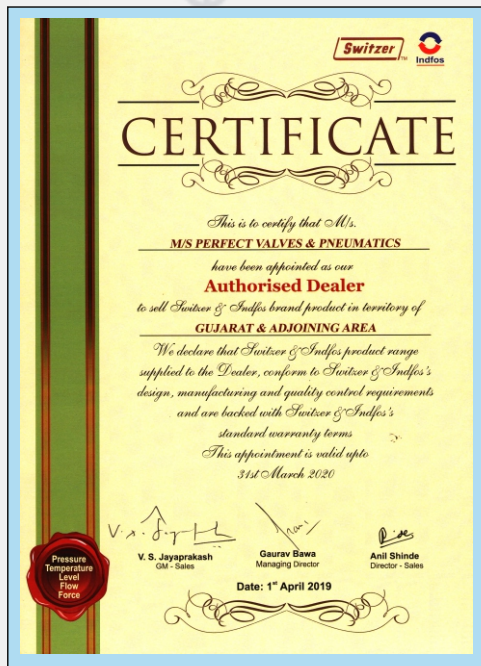 Switzer TM
Indfos
CERTIFICATE
This is to certify that M/s.
M/S PERFECT VALVES & PNEUMATICS
have been appointed as our
Authorised Dealer
to sell Switzer & Indfos brand product in territory of
GUJARAT & ADJOINING AREA
We declare that Switzer & Indfos product range
supplied to the Dealer, conform to Switzer & Indfos's
design, manufacturing and quality control requirements
and are backed with Switzer & Indfos's
standard warranty terms
This appointment is valid upto
31st March 2020
V. S. Jayaprakash
GM - Sales
Gaurav Bawa
Managing Director
Anil Shinde
Director - Sales
Date: 1st April 2019
Pressure
Temperature
Level
Flow
Force